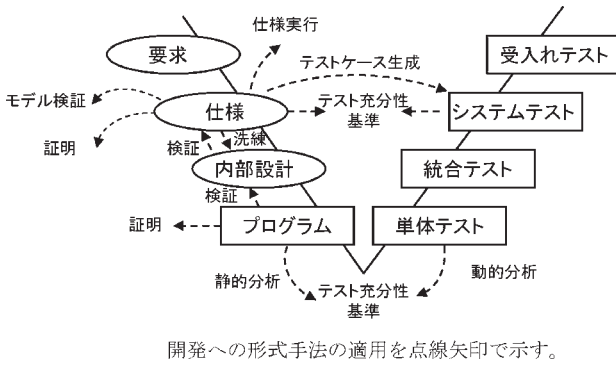 仕様実行
要求
受入れテスト
テストケース生成
モデル検証
仕様
テスト充分性
基準
システムテスト
証明
検証
洗練
内部設計
統合テスト
検証
証明
プログラム
単体テスト
静的分析
テスト充分性
基準
動的分析
開発への形式手法の適用を点線矢印で示す。